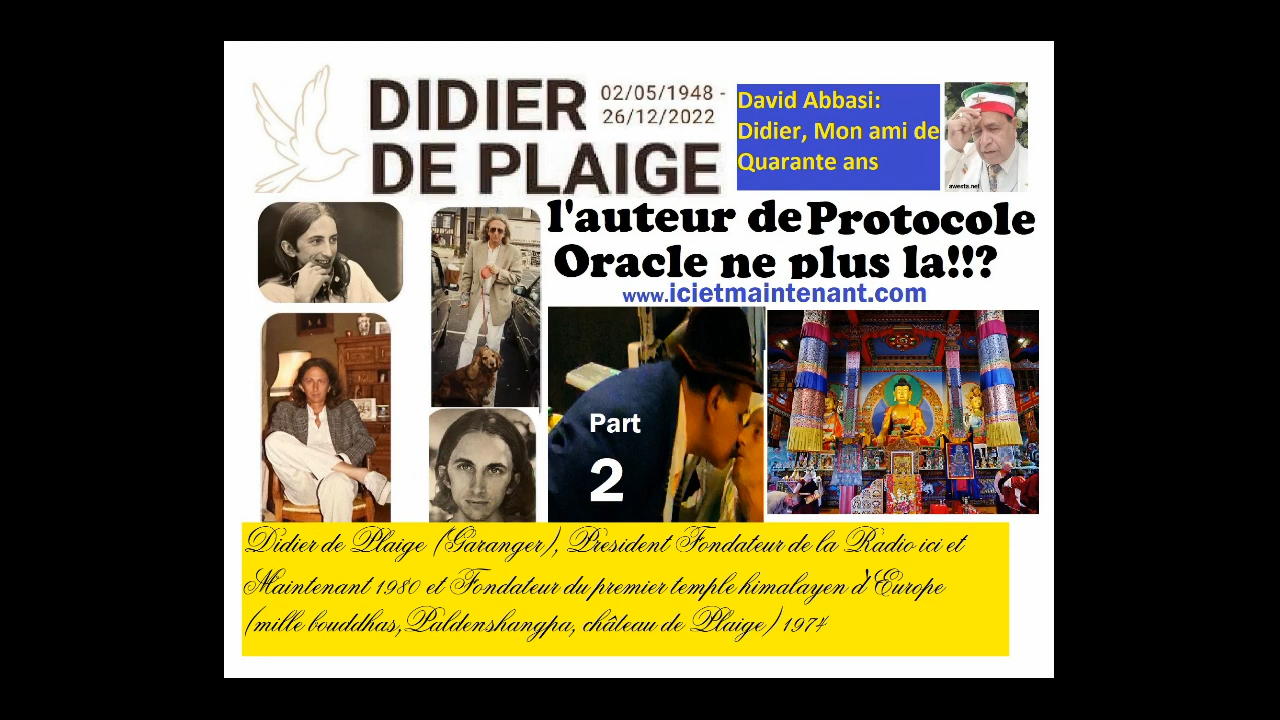 DIDIER
DE PLAIGE
02/05/1948 -
26/12/2022
David Abbasi:
Didier, Mon ami de
Quarante ans
awesta.net
l'auteur de Protocole
Oracle ne plus la!!?
www.icietmaintenant.com
Part
2
Didier de Plaige (Garanger), President Fondateur de la Radio ici et
Maintenant 1980 et Fondateur du premier temple himalayen d'Europe
(mille bouddhas, Paldenshangpa, château de Plaige) 1974